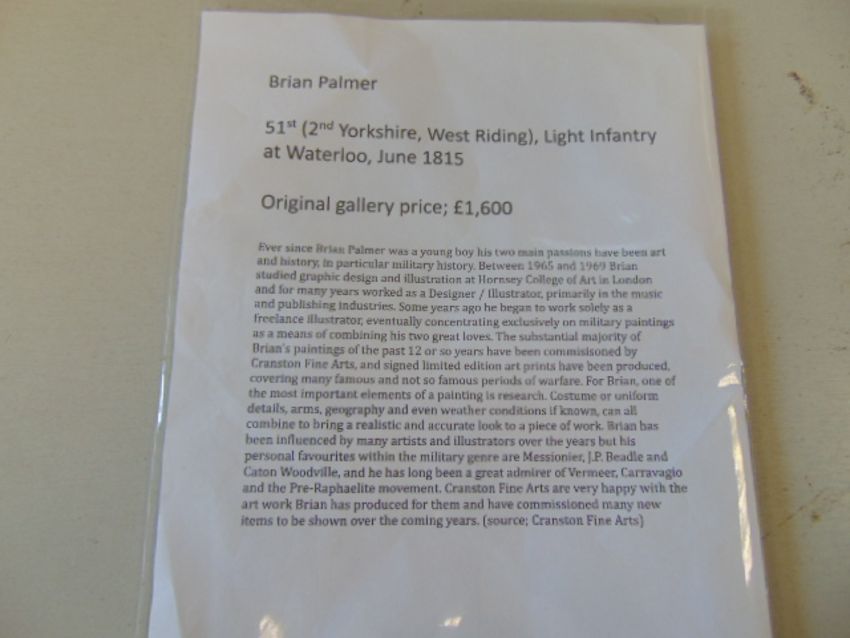 Brian Palmer
51st (2nd Yorkshire, West Riding), Light Infantry
at Waterloo, June 1815
Original gallery price; £1,600
Ever since Brian Palmer was a young boy his two main passions have been art
and history, in particular military history. Between 1965 and 1969 Brian
studied graphic design and illustration at Hornsey College of Art in London
and for many years worked as a Designer / Illustrator, primarily in the music
and publishing industries. Some years ago he began to work solely as a
freelance illustrator, eventually concentrating exclusively on military paintings
as a means of combining his two great loves. The substantial majority of
Brian's paintings of the past 12 or so years have been commisisoned by
Cranston Fine Arts, and signed limited edition art prints have been produced,
covering many famous and not so famous periods of warfare. For Brian, one of
the most important elements of a painting is research. Costume or uniform
details, arms, geography and even weather conditions if known, can all
combine to bring a realistic and accurate look to a piece of work. Brian has
been influenced by many artists and illustrators over the years but his
personal favourites within the military genre are Messionier, J.P. Beadle and
Caton Woodville, and he has long been a great admirer of Vermeer, Carravagio
and the Pre-Raphaelite movement. Cranston Fine Arts are very happy with the
art work Brian has produced for them and have commissioned many new
items to be shown over the coming years. (source; Cranston Fine Arts)